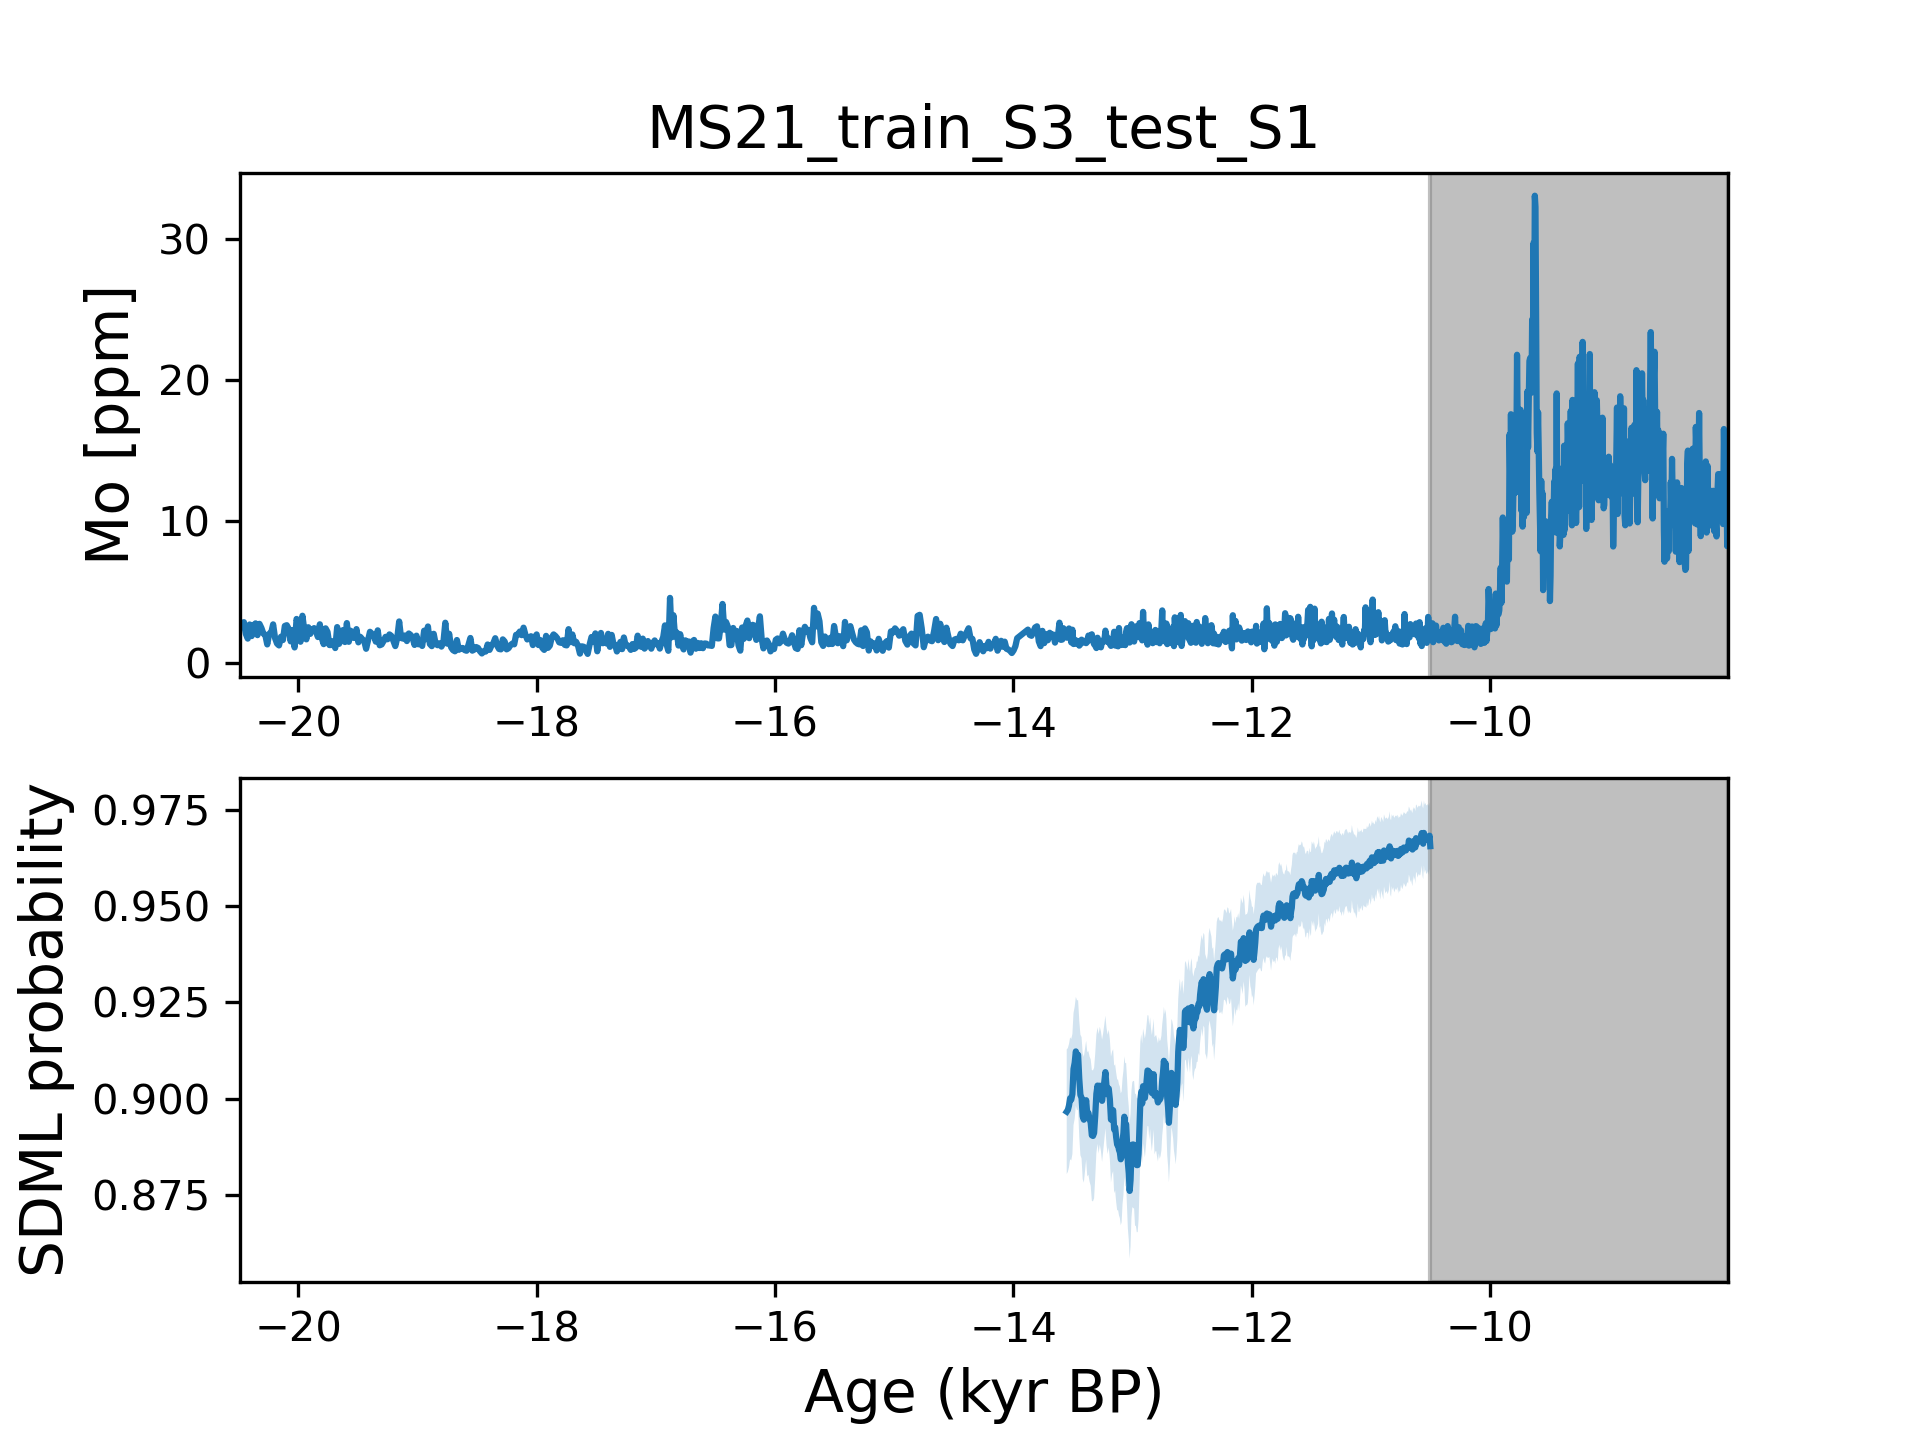 MS21_train_S3_test_S1
Mo [ppm]
30
20
10
0
−20 −18 −16 −14 −12 −10
SDML probability
0.975
0.950
0.925
0.900
0.875
−20 −18 −16 −14 −12 −10
Age (kyr BP)